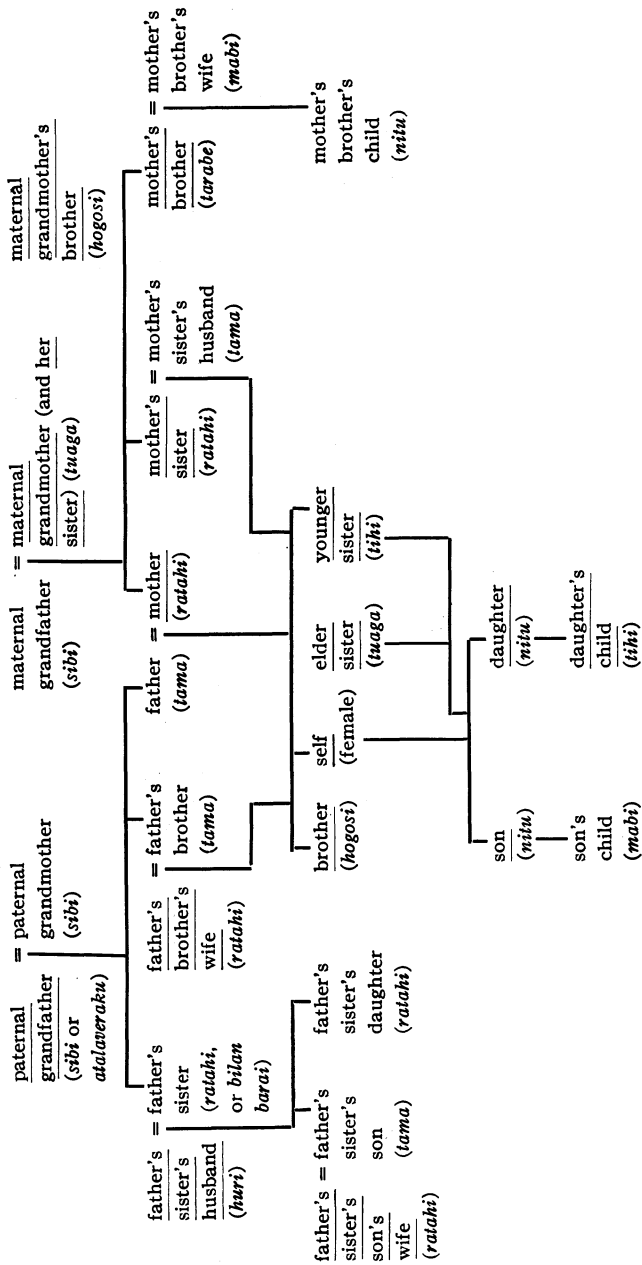 paternal
grandfather
(sibi or
atalaveraku)
= paternal
grandmother
(sibi)
maternal
grandfather
(sibi)
= maternal
grandmother (and her
sister) (tuaga)
maternal
grandmother's
brother
(hogosi)
father's
sister's
husband
(huri)
= father's
sister
(ratahi,
or bilan
barai)
father's
brother's
wife
(ratahi)
= father's
brother
(tama)
father
(tama)
= mother
(ratahi)
mother's
sister
(ratahi)
= mother's
sister's
husband
(tama)
mother's
brother
(tarabe)
= mother's
brother's
wife
(mabi)
father's
sister's
son's
wife
(ratahi)
= father's
sister's
son
(tama)
father's
sister's
daughter
(ratahi)
brother
(hogosi)
self
(female)
elder
sister
(tuaga)
younger
sister
(tihi)
mother's
brother's
child
(nitu)
son
(nitu)
daughter
(nitu)
son's
child
(mabi)
daughter's
child
(tihi)